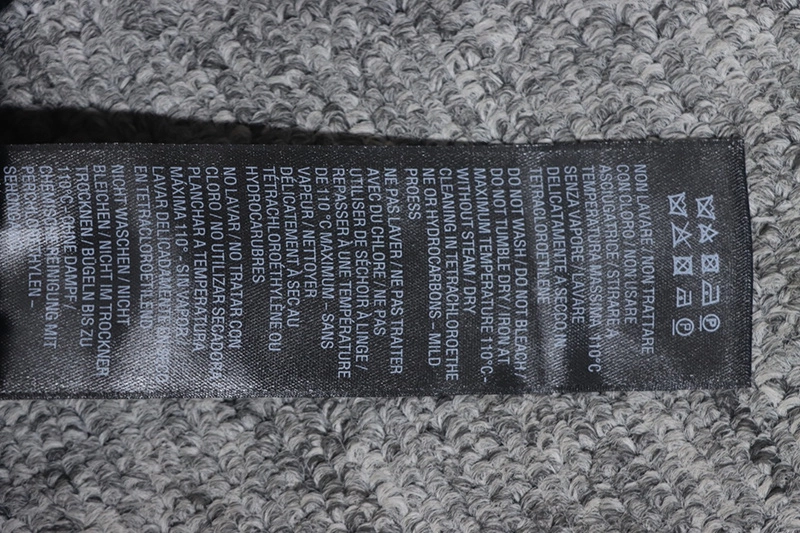 NON LAVARE / NON TRATTARE
CON CLORO / NON USARE
ASCIUGATRICE / STIRARE A
TEMPERATURA MASSIMA 110°C
SENZA VAPORE / LAVARE
DELICATAMENTE A SECCO IN
TETRACLOROETILENE
DO NOT WASH / DO NOT BLEACH /
DO NOT TUMBLE DRY / IRON AT
MAXIMUM TEMPERATURE 110°C-
WITHOUT STEAM / DRY
CLEANING IN TETRACHLOROETHE
NE OR HYDROCARBONS – MILD
PROESS
NE PAS LAVER / NE PAS TRAITER
AVEC DU CHLORE / NE PAS
UTILISER DE SÉCHOIR À LINGE /
REPASSER À UNE TEMPÉRATURE
DE 110 °C MAXIMUM – SANS
VAPEUR / NETTOYER
DÉLICATEMENT À SEC AU
TÉTRACHLOROÉTHYLÈNE OU
HYDROCARBURES
NO LAVAR / NO TRATAR CON
CLORO / NO UTILIZAR SECADORA
PLANCHAR A TEMPERATURA
MÁXIMA 110°- SIN VAPOR /
LAVAR DELICADAMENTE EN SECO
EN TETRACLOROETILENO
NICHT WASCHEN / NICHT
BLEICHEN / NICHT IM TROCKNER
TROCKNEN / BÜGELN BIS ZU
110°C- OHNE DAMPF /
CHEMISCHE REINIGUNG MIT
PERCHLORETHYLEN –